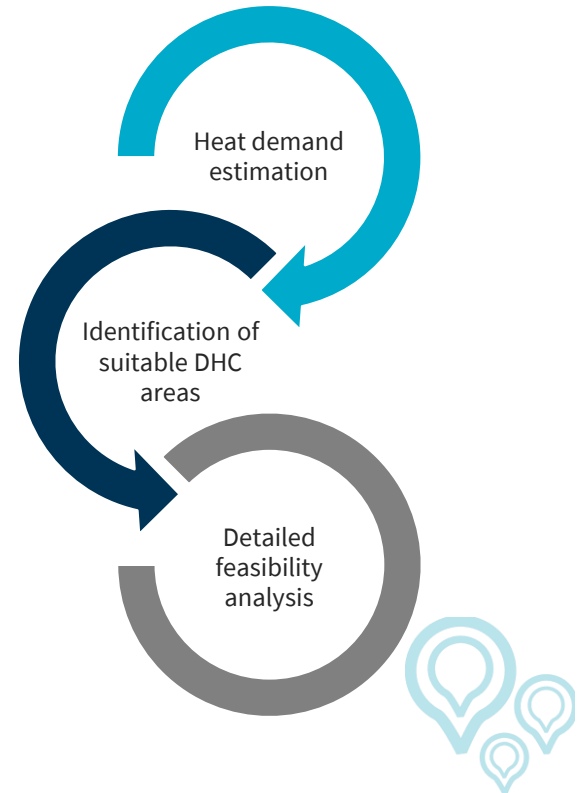 Heat demand
estimation
Identification of
suitable DHC
areas
Detailed
feasibility
analysis